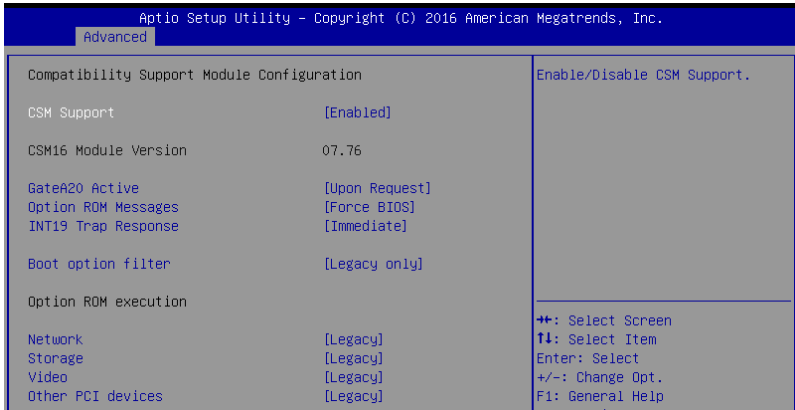 Aptio Setup Utility – Copyright (C) 2016 American Megatrends, Inc.
Advanced
Compatibility Support Module Configuration
CSM Support [Enabled]
CSM16 Module Version 07.76
GateA20 Active [Upon Request]
Option ROM Messages [Force BIOS]
INT19 Trap Response [Immediate]
Boot option filter [Legacy only]
Option ROM execution
Network [Legacy]
Storage [Legacy]
Video [Legacy]
Other PCI devices [Legacy]
Enable/Disable CSM Support.
→←: Select Screen
↑↓: Select Item
Enter: Select
+/-: Change Opt.
F1: General Help